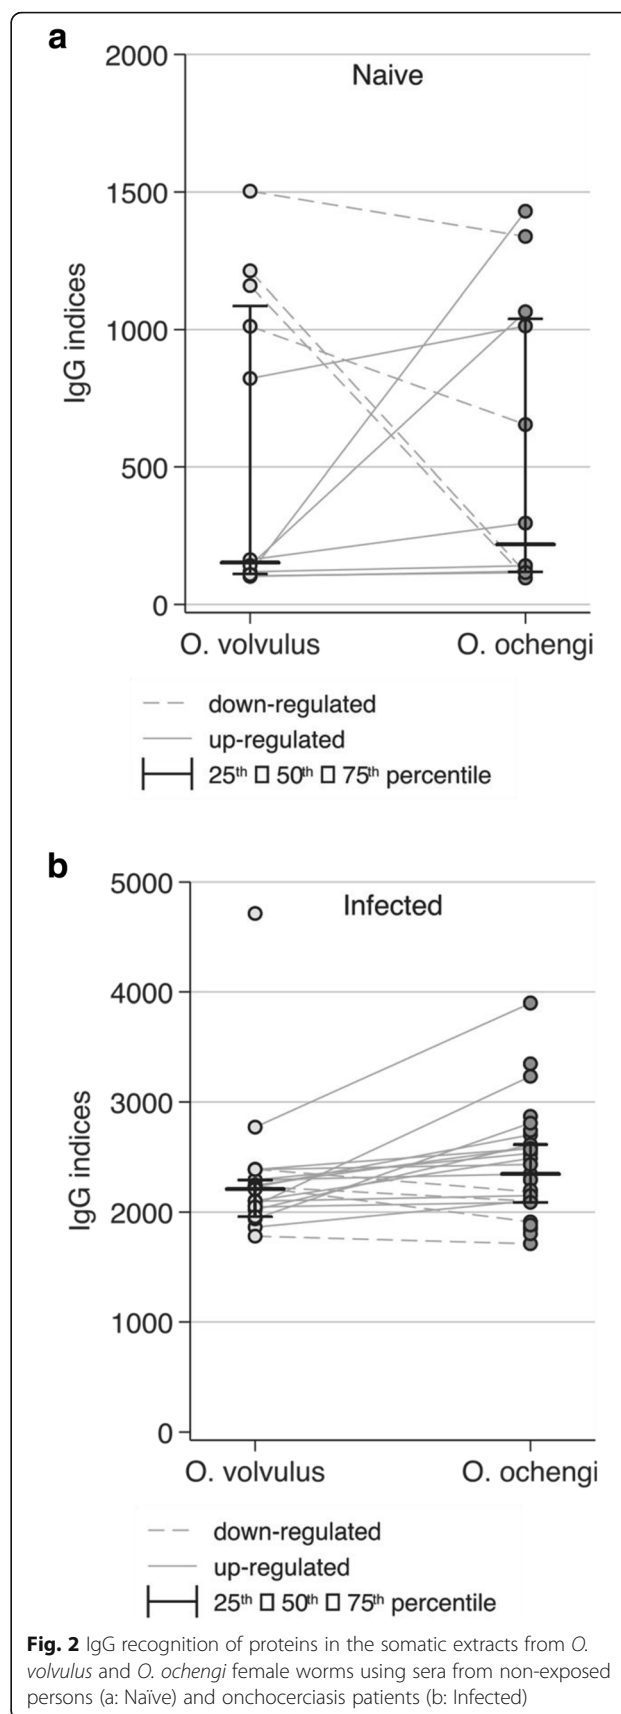 a
2000
Naive
1500
1000
500
0
IgG indices
O. volvulus
O. ochengi
down-regulated
up-regulated
25th □ 50th □ 75th percentile
b
5000
Infected
4000
3000
2000
1000
0
IgG indices
O. volvulus
O. ochengi
down-regulated
up-regulated
25th □ 50th □ 75th percentile
Fig. 2 IgG recognition of proteins in the somatic extracts from O.
volvulus and O. ochengi female worms using sera from non-exposed
persons (a: Naïve) and onchocerciasis patients (b: Infected)